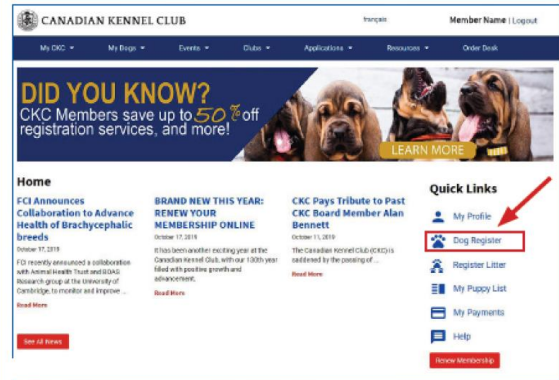 CANADIAN KENNEL CLUB
français
Member Name | Logout
My CKC
My Dogs
Events
Clubs
Applications
Resources
Order Desk
DID YOU KNOW?
CKC Members save
up to 50% off
registration services, and more!
LEARN MORE
Home
FCI Announces
Collaboration to Advance
Health of Brachycephalic
breeds
October 17, 2019
FCI recently announced a collaboration
with Animal Health Trust and BOAS
Research group at the University of
Cambridge, to monitor and improve ...
Read More
BRAND NEW THIS YEAR:
RENEW YOUR
MEMBERSHIP ONLINE
October 17, 2019
It has been another exciting year at the
Canadian Kennel Club, with our 130th year
filled with positive growth and
advancement.
Read More
CKC Pays Tribute to Past
CKC Board Member Alan
Bennett
October 11, 2019
The Canadian Kennel Club (CKC) is
saddened by the passing of ...
Read More
See All News
Quick Links
My Profile
Dog Register
Register Litter
My Puppy List
My Payments
Help
Renew Membership